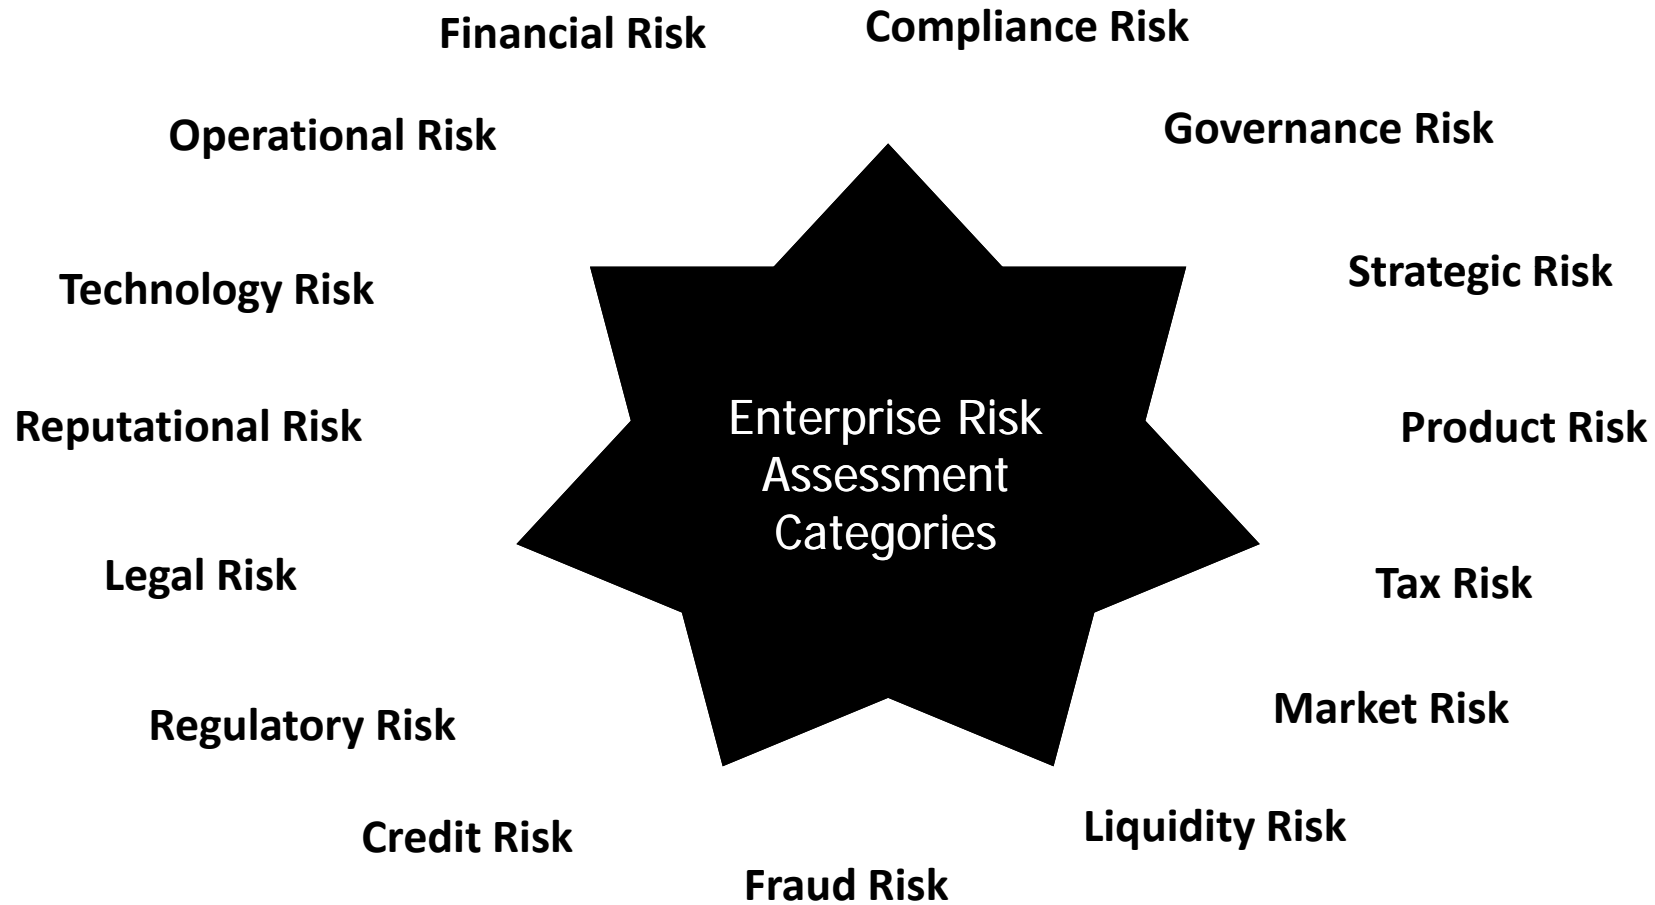 Financial Risk
Compliance Risk
Operational Risk
Governance Risk
Technology Risk
Strategic Risk
Reputational Risk
Enterprise Risk
Assessment
Categories
Product Risk
Legal Risk
Tax Risk
Regulatory Risk
Market Risk
Credit Risk
Liquidity Risk
Fraud Risk